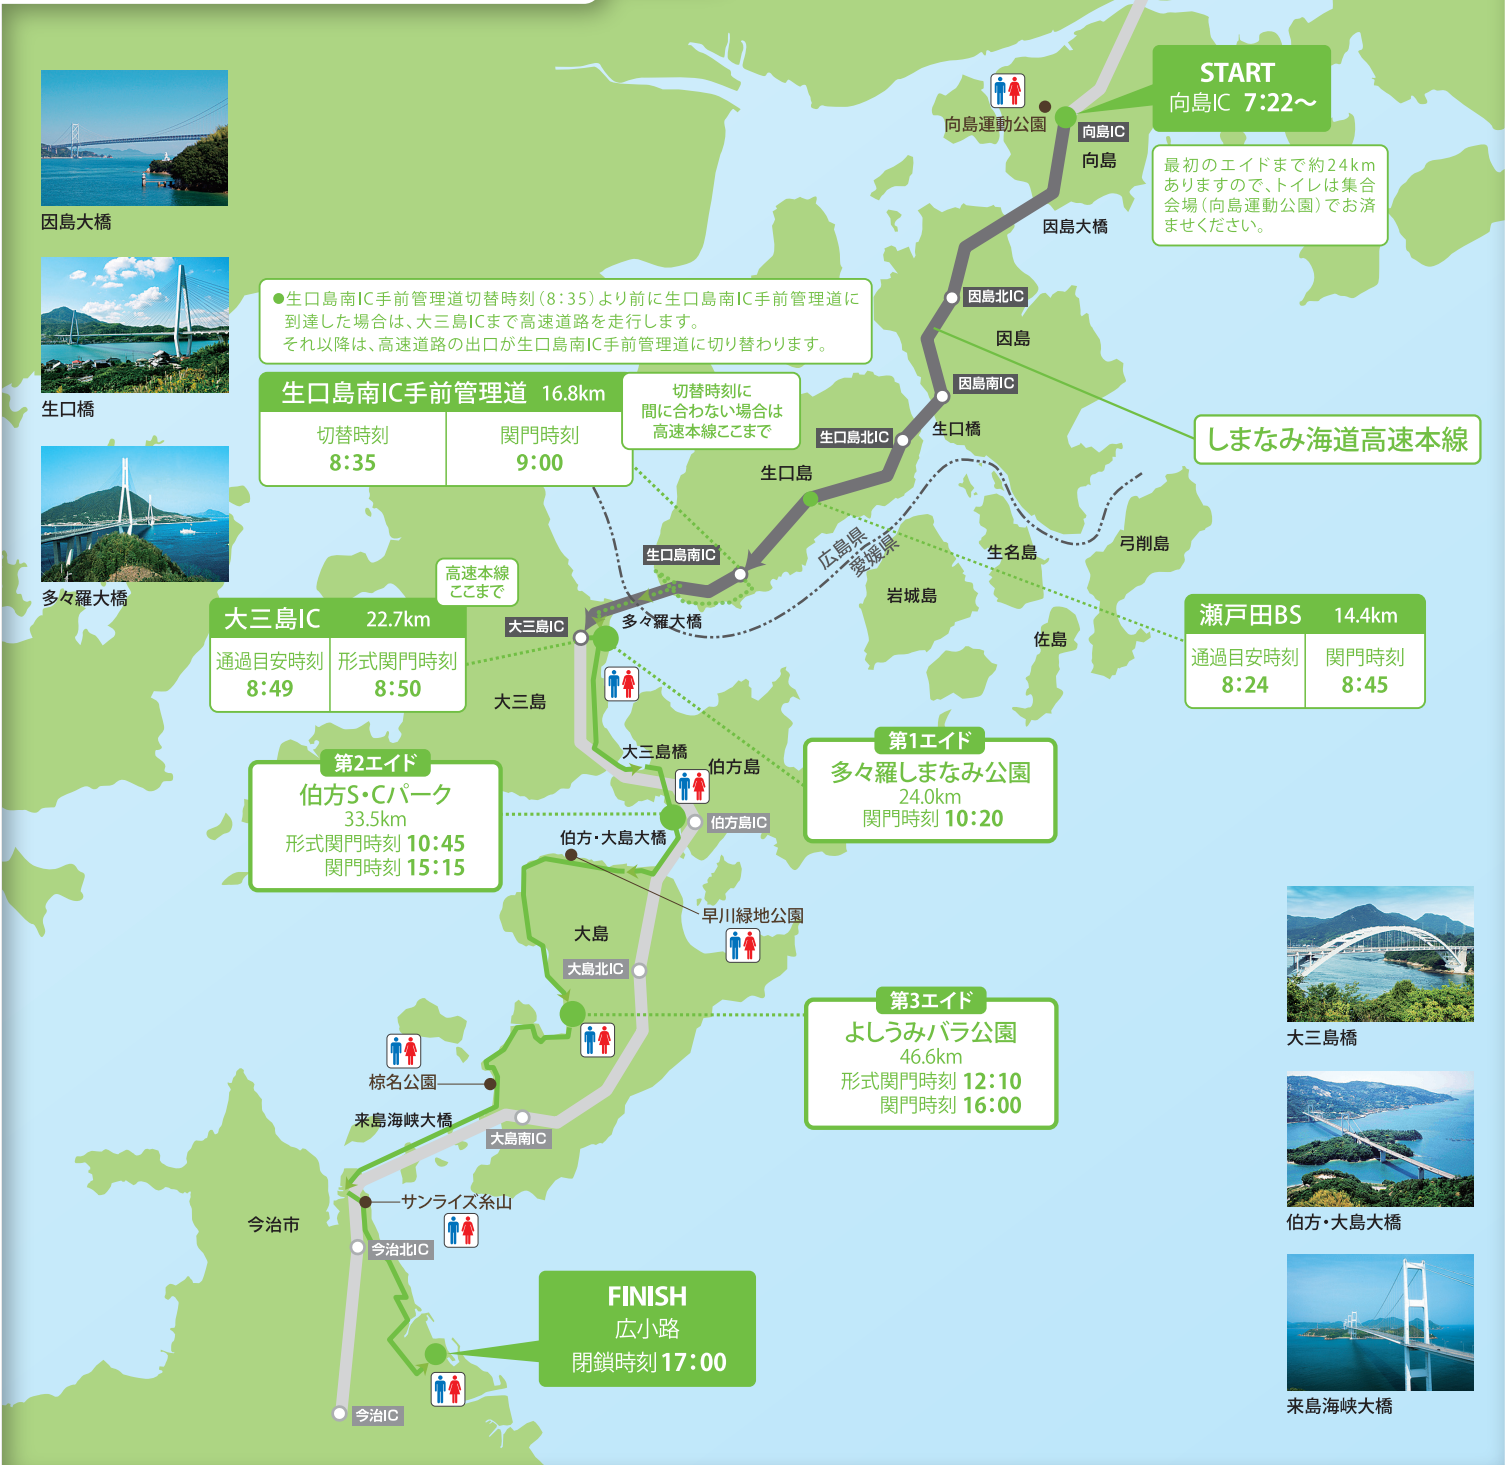 START
向島IC 7:22～
最初のエイドまで約24km
ありますので、トイレは集合
会場(向島運動公園)でお済
ませください。
向島運動公園
向島IC
向島
因島大橋
因島大橋
生口橋
多々羅大橋
●生口島南IC手前管理道切替時刻(8:35)より前に生口島南IC手前管理道に
到達した場合は、大三島ICまで高速道路を走行します。
それ以降は、高速道路の出口が生口島南IC手前管理道に切り替わります。
生口島南IC手前管理道 16.8km
切替時刻
8:35
関門時刻
9:00
切替時刻に
間に合わない場合は
高速本線ここまで
因島北IC
因島
因島南IC
生口橋
生口島北IC
しまなみ海道高速本線
生口島
広島県
愛媛県
生名島
弓削島
岩城島
佐島
生口島南IC
多々羅大橋
高速本線
ここまで
大三島IC 22.7km
通過目安時刻
8:49
形式関門時刻
8:50
大三島IC
瀬戸田BS 14.4km
通過目安時刻
8:24
関門時刻
8:45
大三島
大三島橋
伯方島
第1エイド
多々羅しまなみ公園
24.0km
関門時刻 10:20
第2エイド
伯方S・Cパーク
33.5km
形式関門時刻 10:45
関門時刻 15:15
伯方島IC
伯方・大島大橋
早川緑地公園
大島
大島北IC
第3エイド
よしうみバラ公園
46.6km
形式関門時刻 12:10
関門時刻 16:00
椋名公園
来島海峡大橋
大島南IC
サンライズ糸山
今治市
今治北IC
FINISH
広小路
閉鎖時刻 17:00
今治IC
大三島橋
伯方・大島大橋
来島海峡大橋